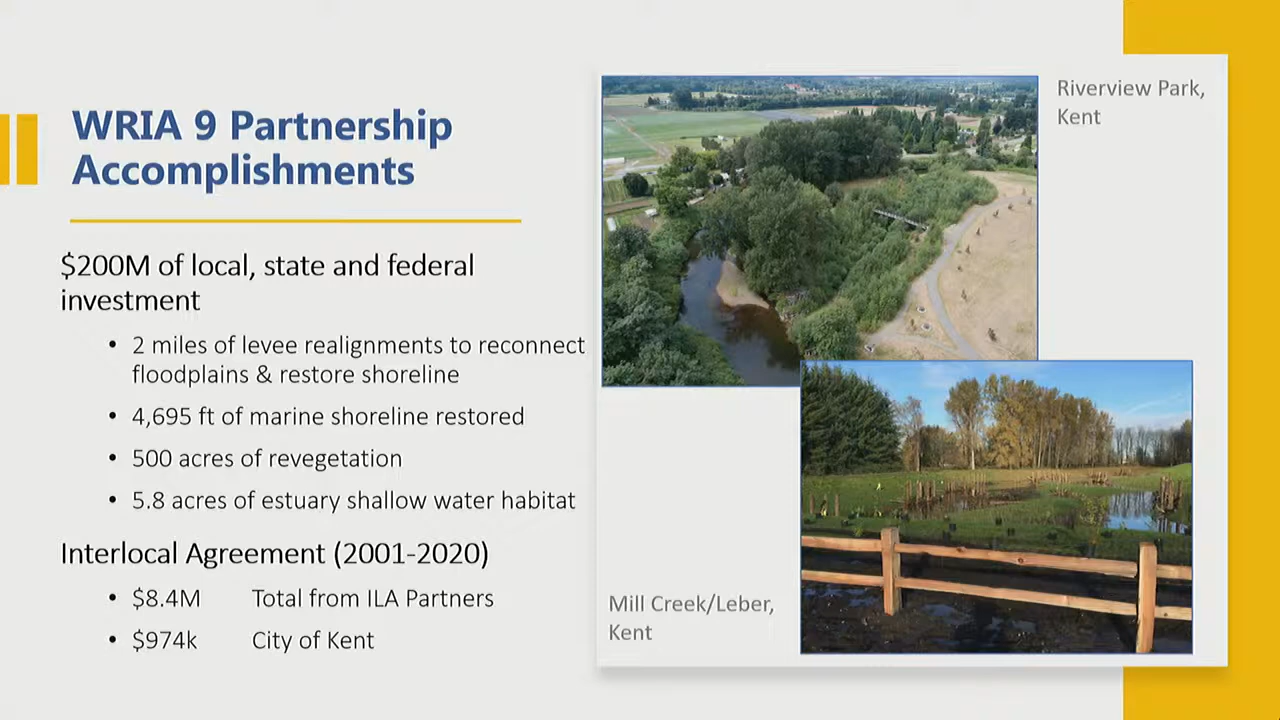 WRIA 9 Partnership
Accomplishments
$200M of local, state and federal
investment
• 2 miles of levee realignments to reconnect
floodplains & restore shoreline
• 4,695 ft of marine shoreline restored
• 500 acres of revegetation
• 5.8 acres of estuary shallow water habitat
Interlocal Agreement (2001-2020)
• $8.4M Total from ILA Partners
• $974k City of Kent
Riverview Park,
Kent
Mill Creek/Leber,
Kent